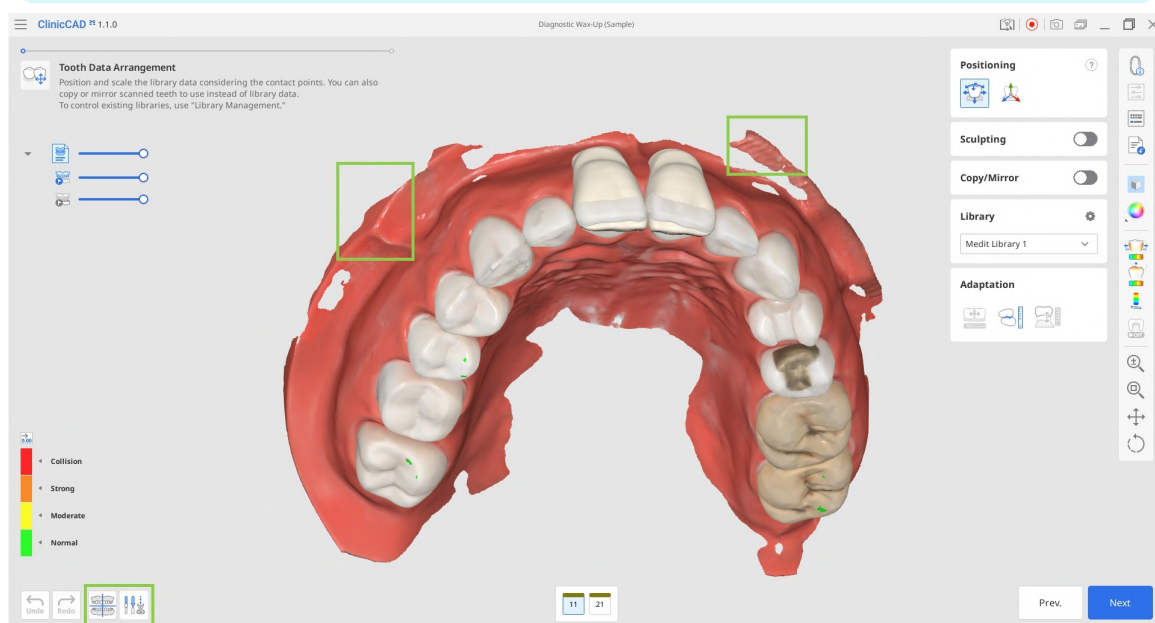 ClinicCAD 1.1.0
Diagnostic Wax-Up (Sample)
Tooth Data Arrangement
Position and scale the library data considering the contact points. You can also
copy or mirror scanned teeth to use instead of library data.
To control existing libraries, use "Library Management."
Positioning
?
Sculpting
Copy/Mirror
Library
Medit Library 1
Adaptation
0.00
Collision
Strong
Moderate
Normal
Undo
Redo
11
21
Prev.
Next